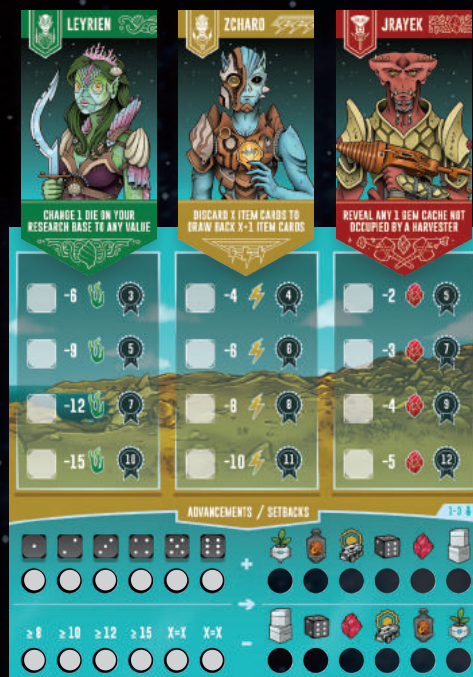 LEYRIEN
ZCHARO
JRAYEK
CHANGE 1 DIE ON YOUR
RESEARCH BASE TO ANY VALUE
DISCARD X ITEM CARDS TO
DRAW BACK X+1 ITEM CARDS
REVEAL ANY 1 GEM CACHE NOT
OCCUPIED BY A HARVESTER
-6 3
-4 4
-2 5
-9 5
-6 6
-3 7
-12 7
-8 8
-4 9
-15 10
-10 11
-5 12
ADVANCEMENTS / SETBACKS
1-3
+
≥8 ≥10 ≥12 ≥15 X=X X=X
-